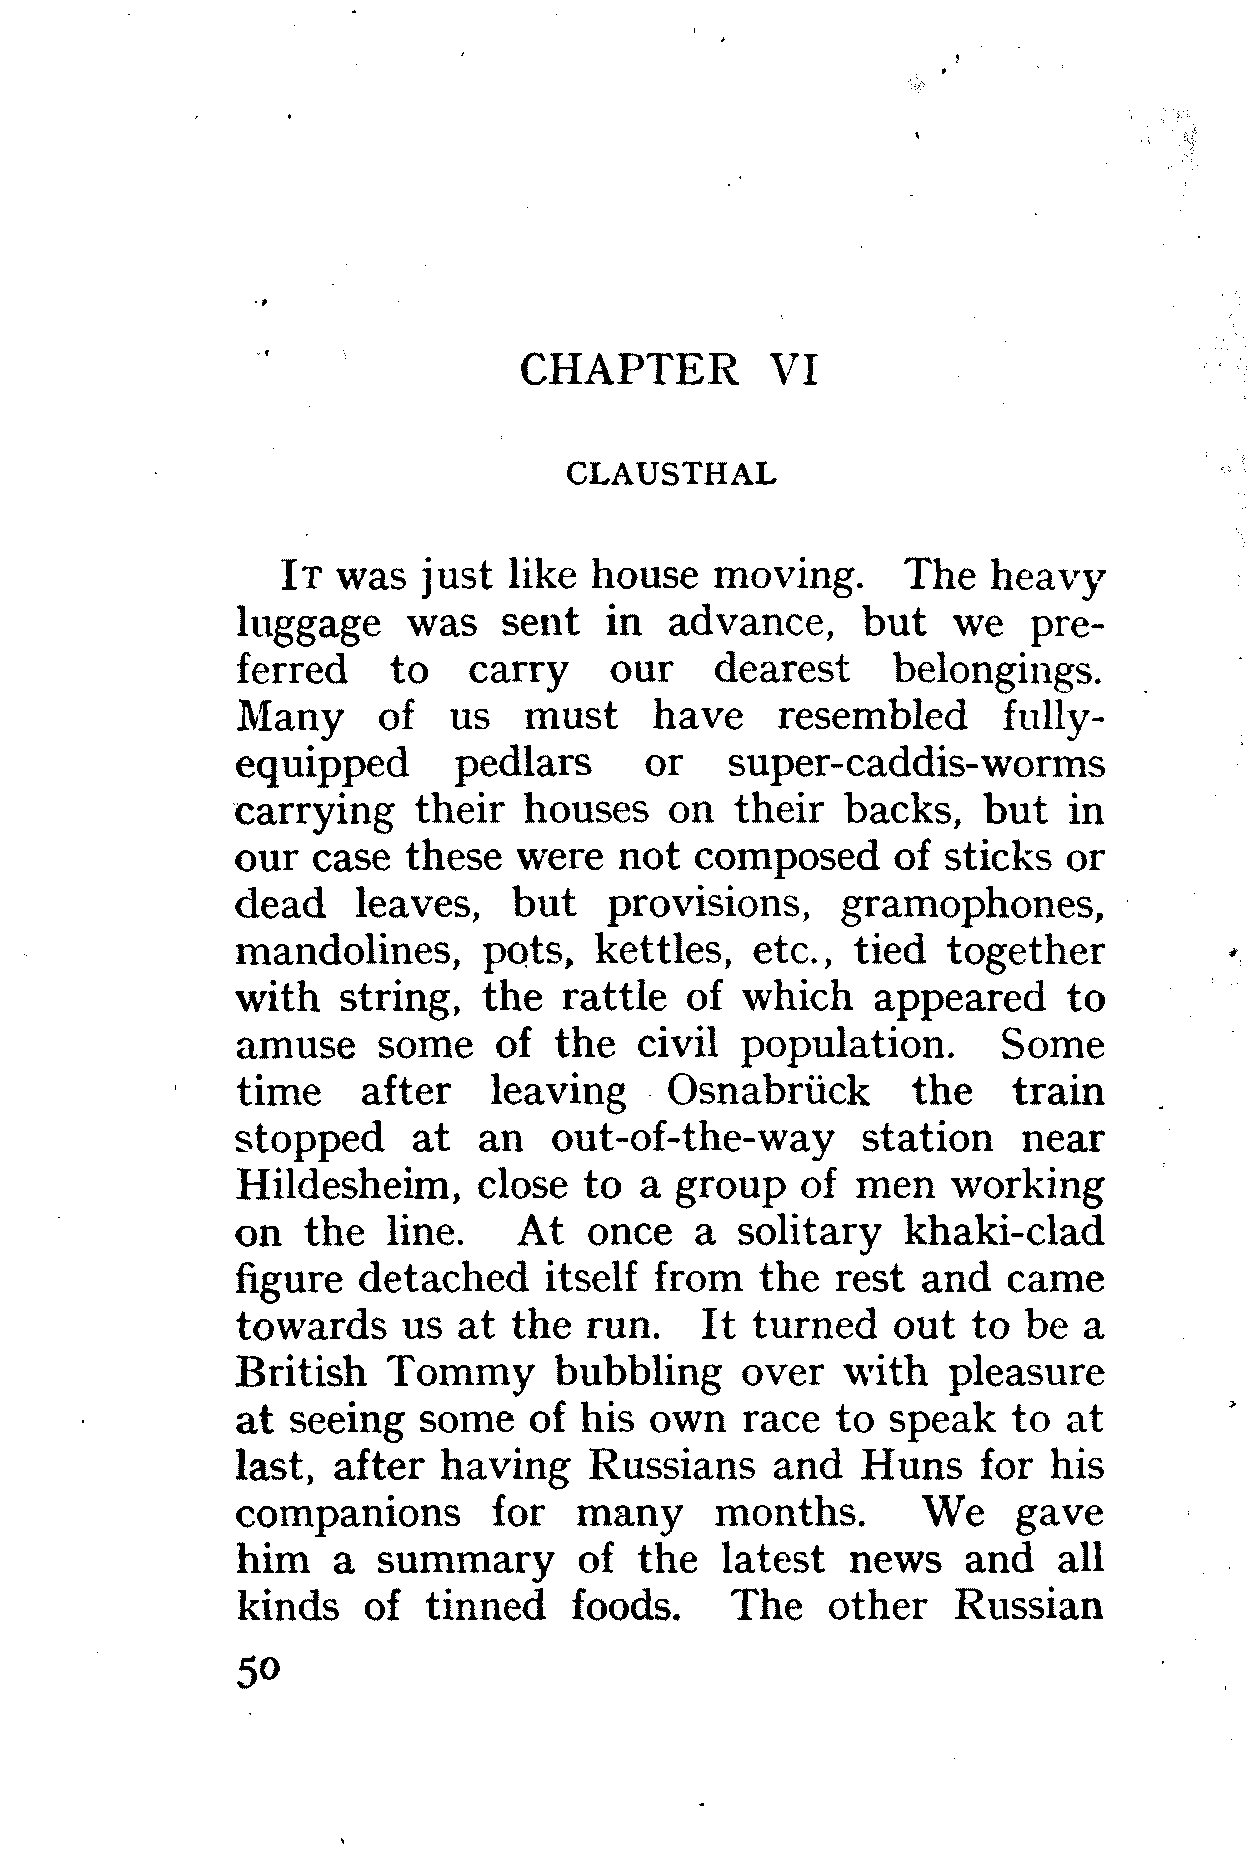 CHAPTER VI
CLAUSTHAL
IT was just like house moving. The heavy
luggage was sent in advance, but we pre-
ferred to carry our dearest belongings.
Many of us must have resembled fully-
equipped pedlars or super-caddis-worms
carrying their houses on their backs, but in
our case these were not composed of sticks or
dead leaves, but provisions, gramophones,
mandolines, pots, kettles, etc., tied together
with string, the rattle of which appeared to
amuse some of the civil population. Some
time after leaving Osnabrück the train
stopped at an out-of-the-way station near
Hildesheim, close to a group of men working
on the line. At once a solitary khaki-clad
figure detached itself from the rest and came
towards us at the run. It turned out to be a
British Tommy bubbling over with pleasure
at seeing some of his own race to speak to at
last, after having Russians and Huns for his
companions for many months. We gave
him a summary of the latest news and all
kinds of tinned foods. The other Russian
50